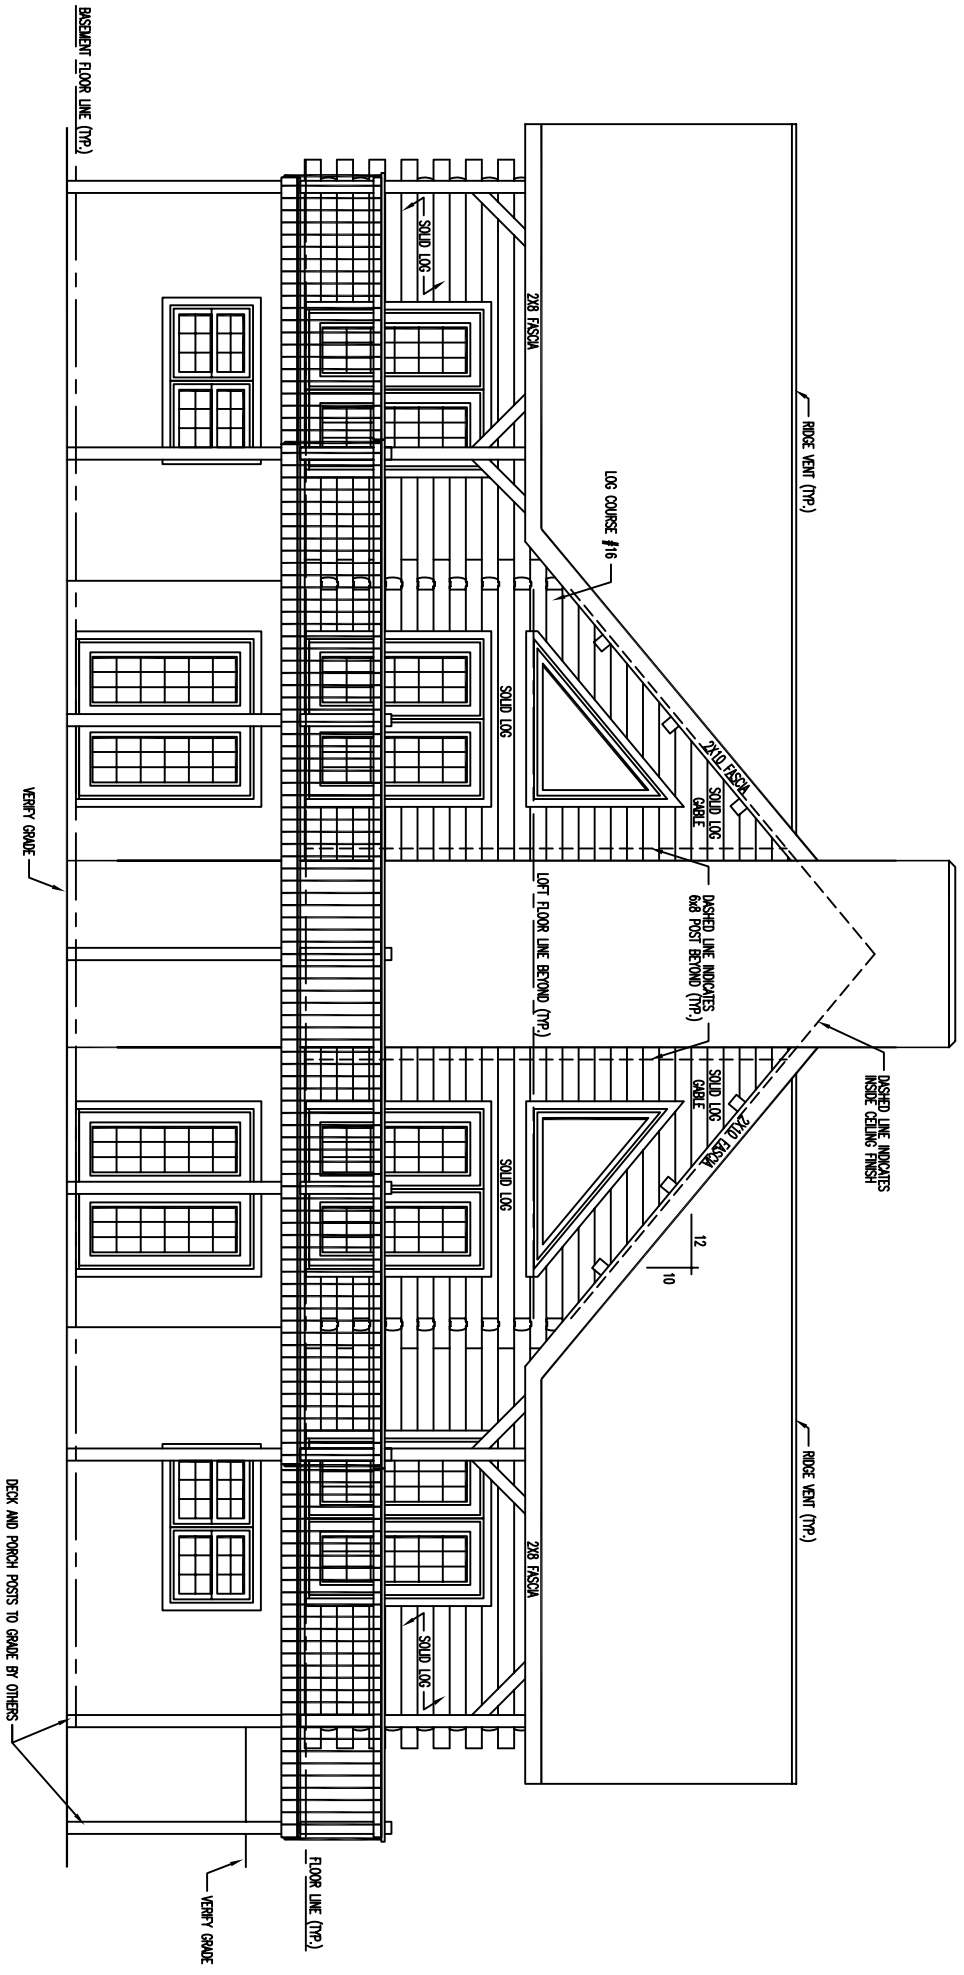 RIDGE VENT (TYP.)
RIDGE VENT (TYP.)
DASHED LINE INDICATES
INSIDE CEILING FINISH
2X10 FASCIA
2X10 FASCIA
SOLID LOG
GABLE
SOLID LOG
GABLE
DASHED LINE INDICATES
6x8 POST BEYOND (TYP.)
12
10
LOG COURSE #16
2X8 FASCIA
2X8 FASCIA
LOFT FLOOR LINE BEYOND (TYP.)
SOLID LOG
SOLID LOG
SOLID LOG
SOLID LOG
FLOOR LINE (TYP.)
VERIFY GRADE
BASEMENT FLOOR LINE (TYP.)
VERIFY GRADE
DECK AND PORCH POSTS TO GRADE BY OTHERS